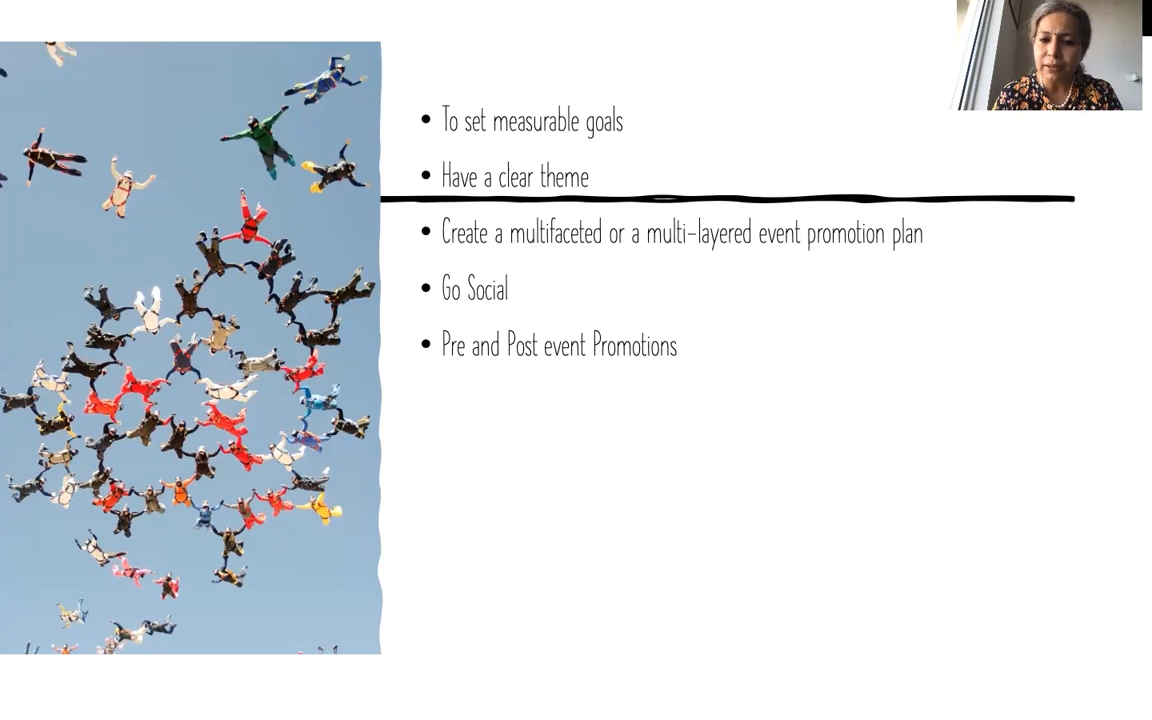 • To set measurable goals
• Have a clear theme
• Create a multifaceted or a multi-layered event promotion plan
• Go Social
• Pre and Post event Promotions